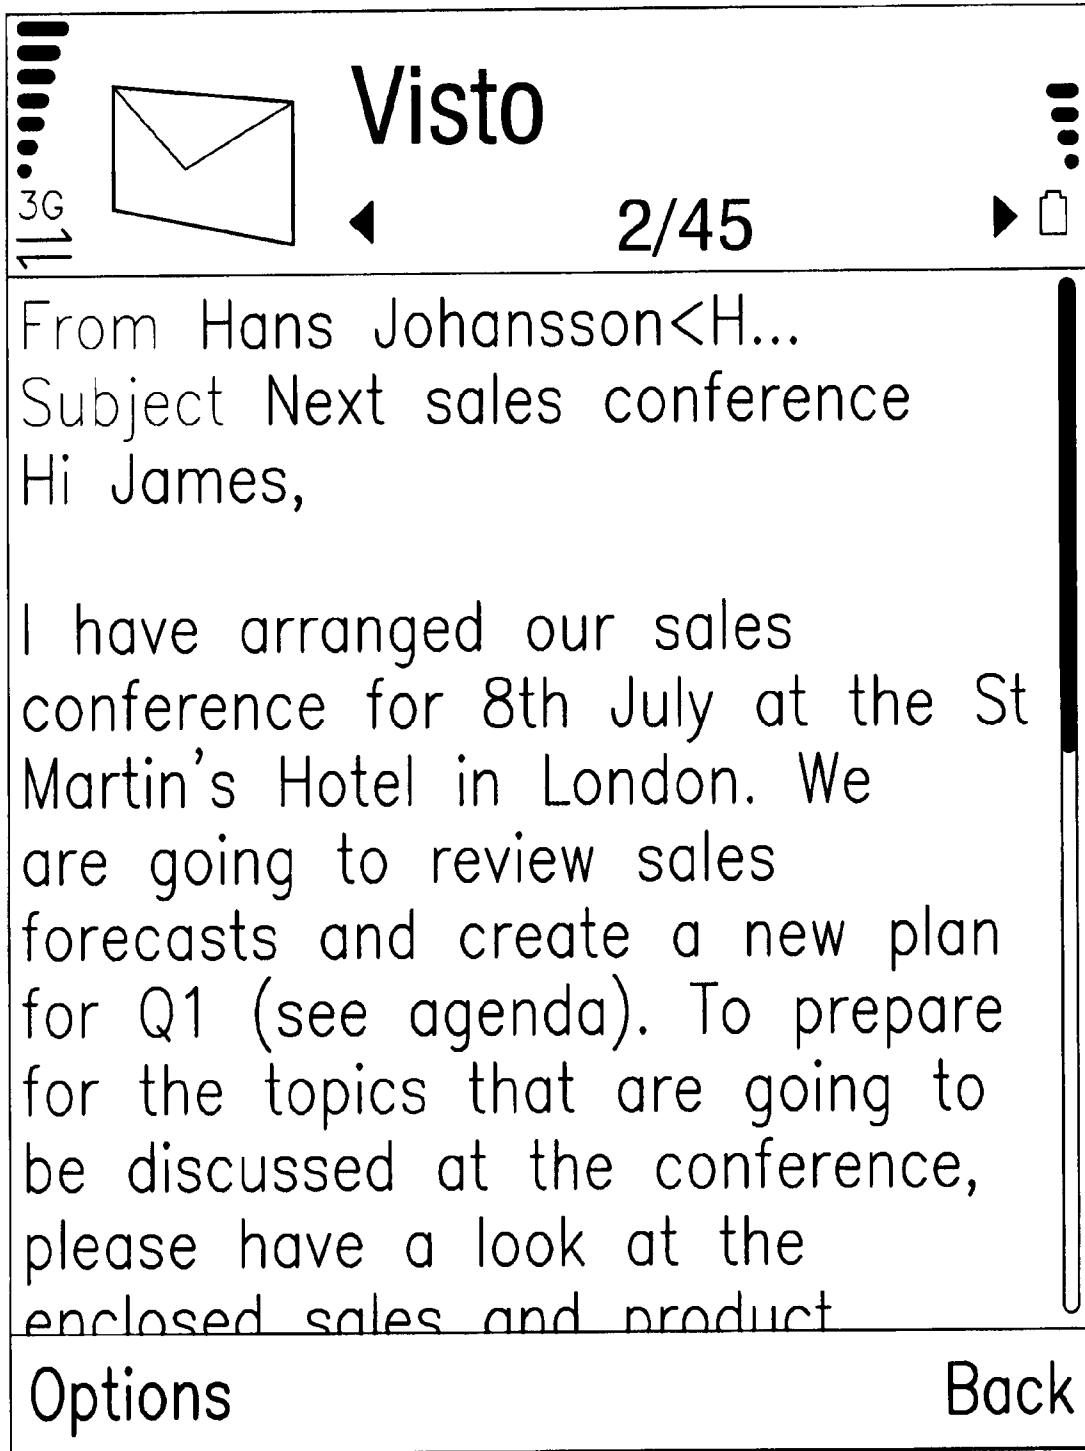 Visto
3G
2/45
From Hans Johansson<H...
Subject Next sales conference
Hi James,
I have arranged our sales
conference for 8th July at the St
Martin's Hotel in London. We
are going to review sales
forecasts and create a new plan
for Q1 (see agenda). To prepare
for the topics that are going to
be discussed at the conference,
please have a look at the
enclosed sales and product
Options
Back